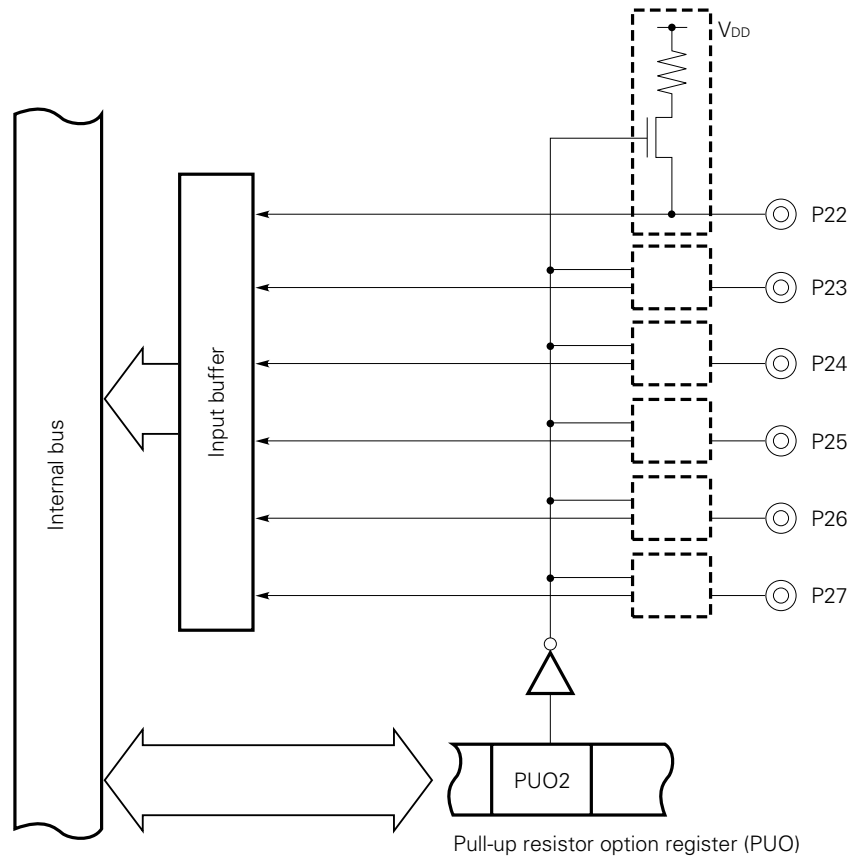 VDD
P22
P23
P24
P25
P26
P27
Input buffer
Internal bus
PUO2
Pull-up resistor option register (PUO)